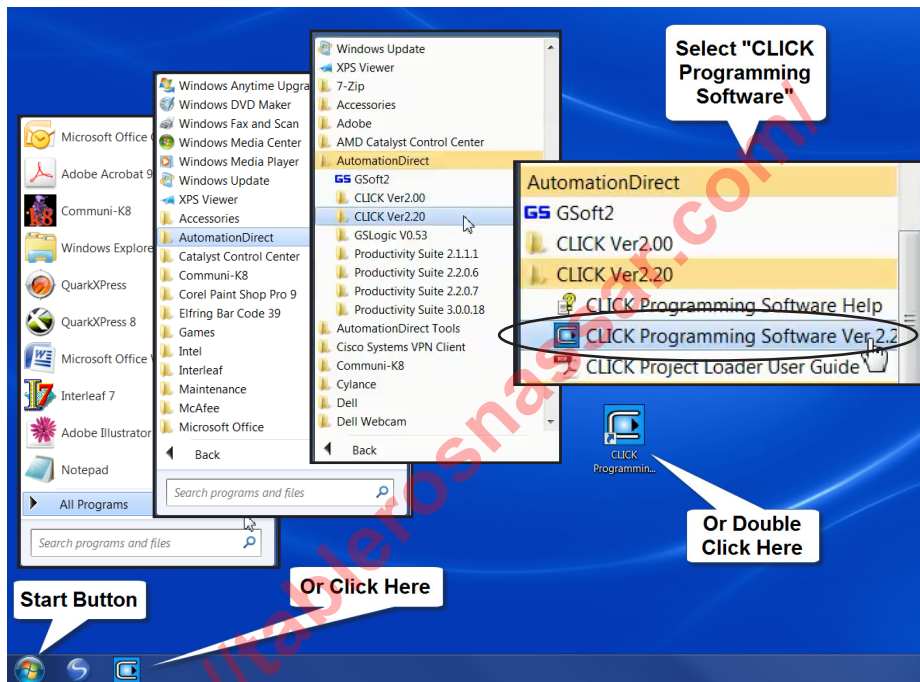 Microsoft Office
Adobe Acrobat 9
Communi-K8
Windows Explore
QuarkXPress
QuarkXPress 8
Microsoft Office
Interleaf 7
Adobe Illustrator
Notepad
All Programs
Search programs and files
Windows Anytime Upgra
Windows DVD Maker
Windows Fax and Scan
Windows Media Center
Windows Media Player
Windows Update
XPS Viewer
Accessories
AutomationDirect
Catalyst Control Center
Communi-K8
Corel Paint Shop Pro 9
Elfring Bar Code 39
Games
Intel
Interleaf
Maintenance
McAfee
Microsoft Office
Back
Search programs and files
Windows Update
XPS Viewer
7-Zip
Accessories
Adobe
AMD Catalyst Control Center
AutomationDirect
GS GSoft2
CLICK Ver2.00
CLICK Ver2.20
GSLogic V0.53
Productivity Suite 2.1.1.1
Productivity Suite 2.2.0.6
Productivity Suite 2.2.0.7
Productivity Suite 3.0.0.18
AutomationDirect Tools
Cisco Systems VPN Client
Communi-K8
Cylance
Dell
Dell Webcam
Back
Select "CLICK
Programming
Software"
AutomationDirect
GS GSoft2
CLICK Ver2.00
CLICK Ver2.20
CLICK Programming Software Help
CLICK Programming Software Ver 2.2
CLICK Project Loader User Guide
CLICK
Programmin...
Or Double
Click Here
Or Click Here
Start Button
//tablerosnassar.com/